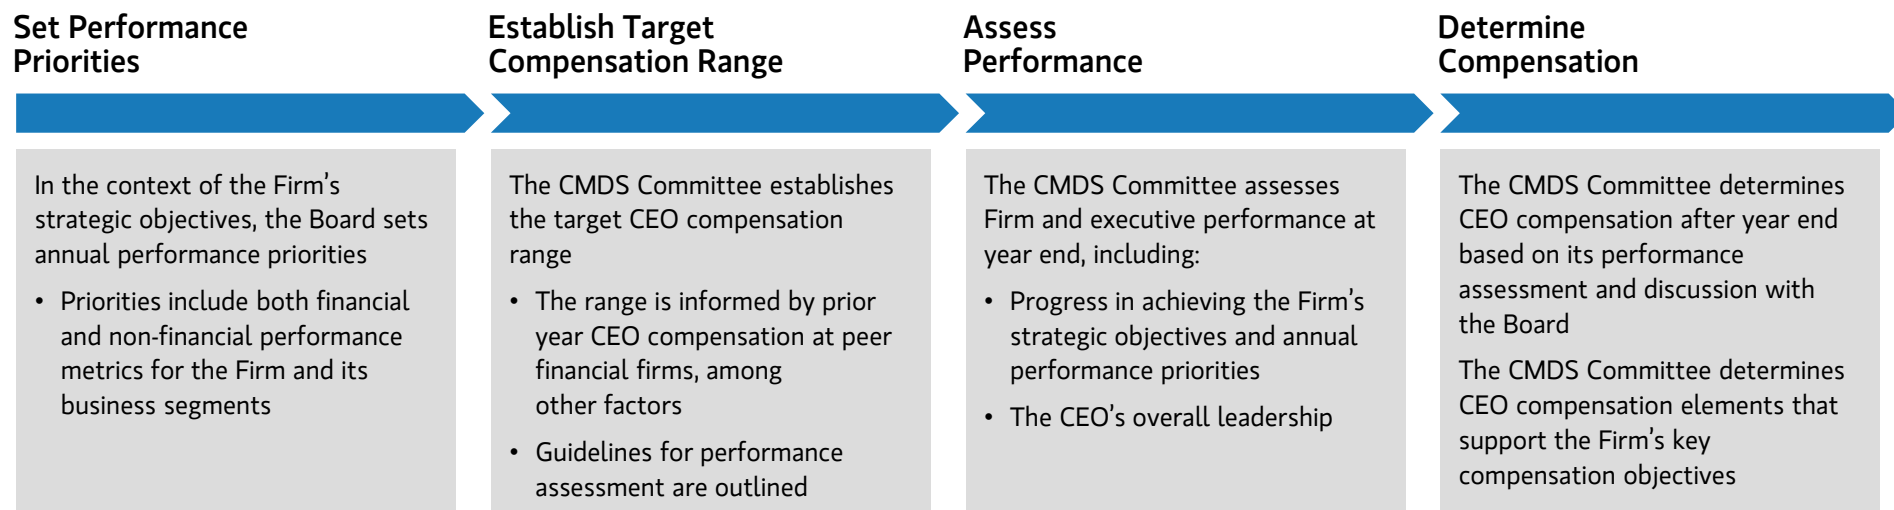 Set Performance
Priorities
In the context of the Firm's
strategic objectives, the Board sets
annual performance priorities
• Priorities include both financial
and non-financial performance
metrics for the Firm and its
business segments
Establish Target
Compensation Range
The CMDS Committee establishes
the target CEO compensation
range
• The range is informed by prior
year CEO compensation at peer
financial firms, among
other factors
• Guidelines for performance
assessment are outlined
Assess
Performance
The CMDS Committee assesses
Firm and executive performance at
year end, including:
• Progress in achieving the Firm's
strategic objectives and annual
performance priorities
• The CEO's overall leadership
Determine
Compensation
The CMDS Committee determines
CEO compensation after year end
based on its performance
assessment and discussion with
the Board
The CMDS Committee determines
CEO compensation elements that
support the Firm's key
compensation objectives